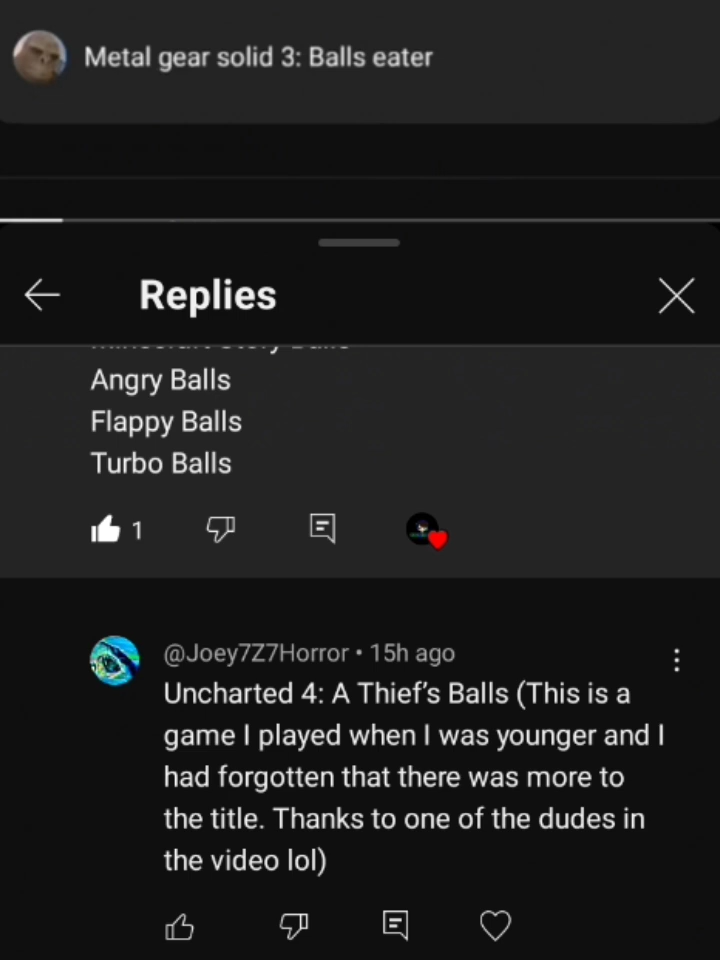 Metal gear solid 3: Balls eater
Replies
Angry Balls
Flappy Balls
Turbo Balls
1
@Joey7Z7Horror • 15h ago
Uncharted 4: A Thief's Balls (This is a
game I played when I was younger and I
had forgotten that there was more to
the title. Thanks to one of the dudes in
the video lol)